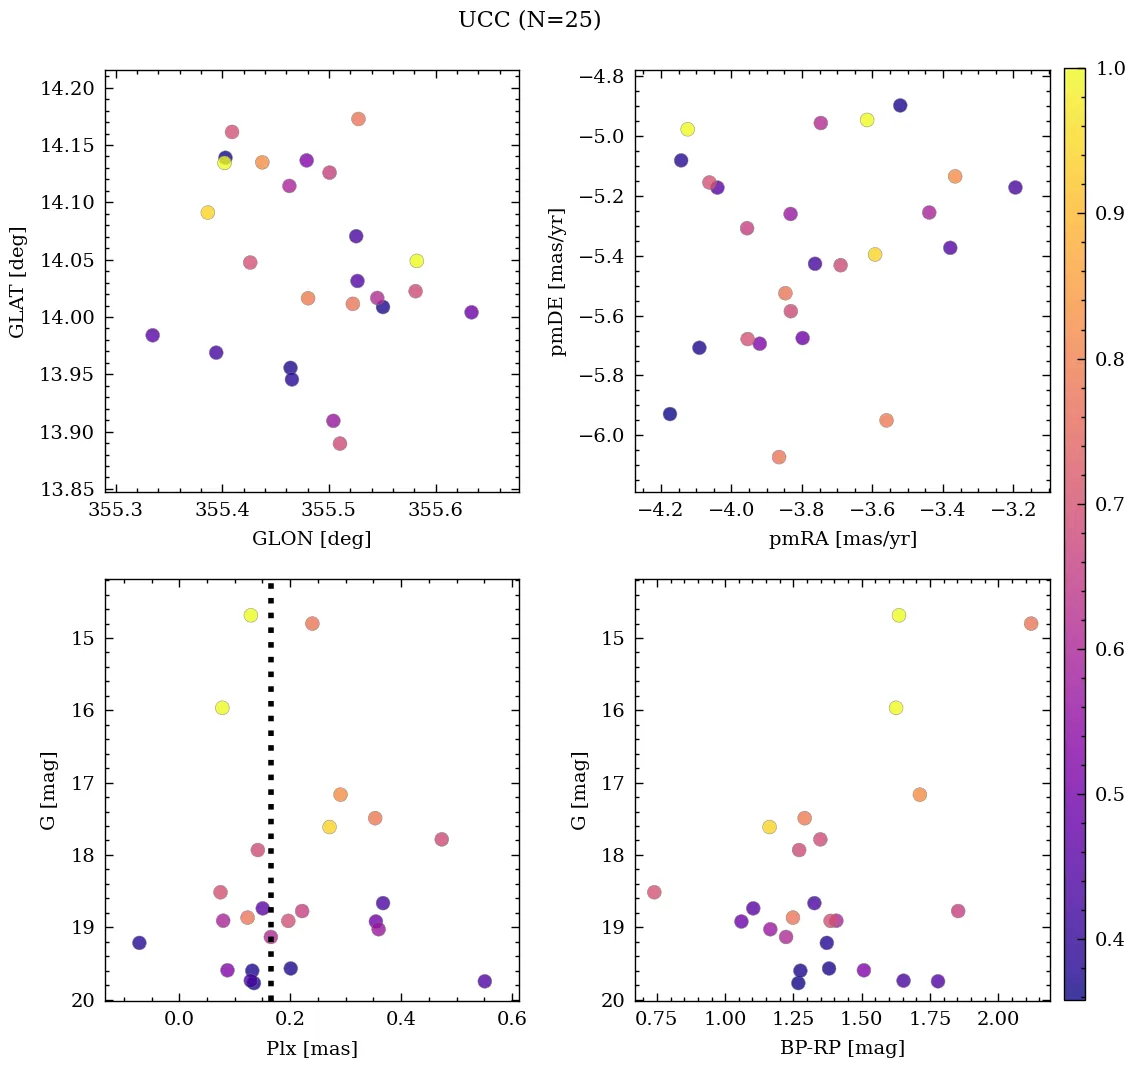 UCC (N=25)
14.20
14.15
14.10
14.05
14.00
13.95
13.90
13.85
GLAT [deg]
355.3 355.4 355.5 355.6
GLON [deg]
−4.8
−5.0
−5.2
−5.4
−5.6
−5.8
−6.0
pmDE [mas/yr]
−4.2 −4.0 −3.8 −3.6 −3.4 −3.2
pmRA [mas/yr]
15
16
17
18
19
20
G [mag]
0.0 0.2 0.4 0.6
Plx [mas]
15
16
17
18
19
20
G [mag]
0.75 1.00 1.25 1.50 1.75 2.00
BP-RP [mag]
1.0
0.9
0.8
0.7
0.6
0.5
0.4